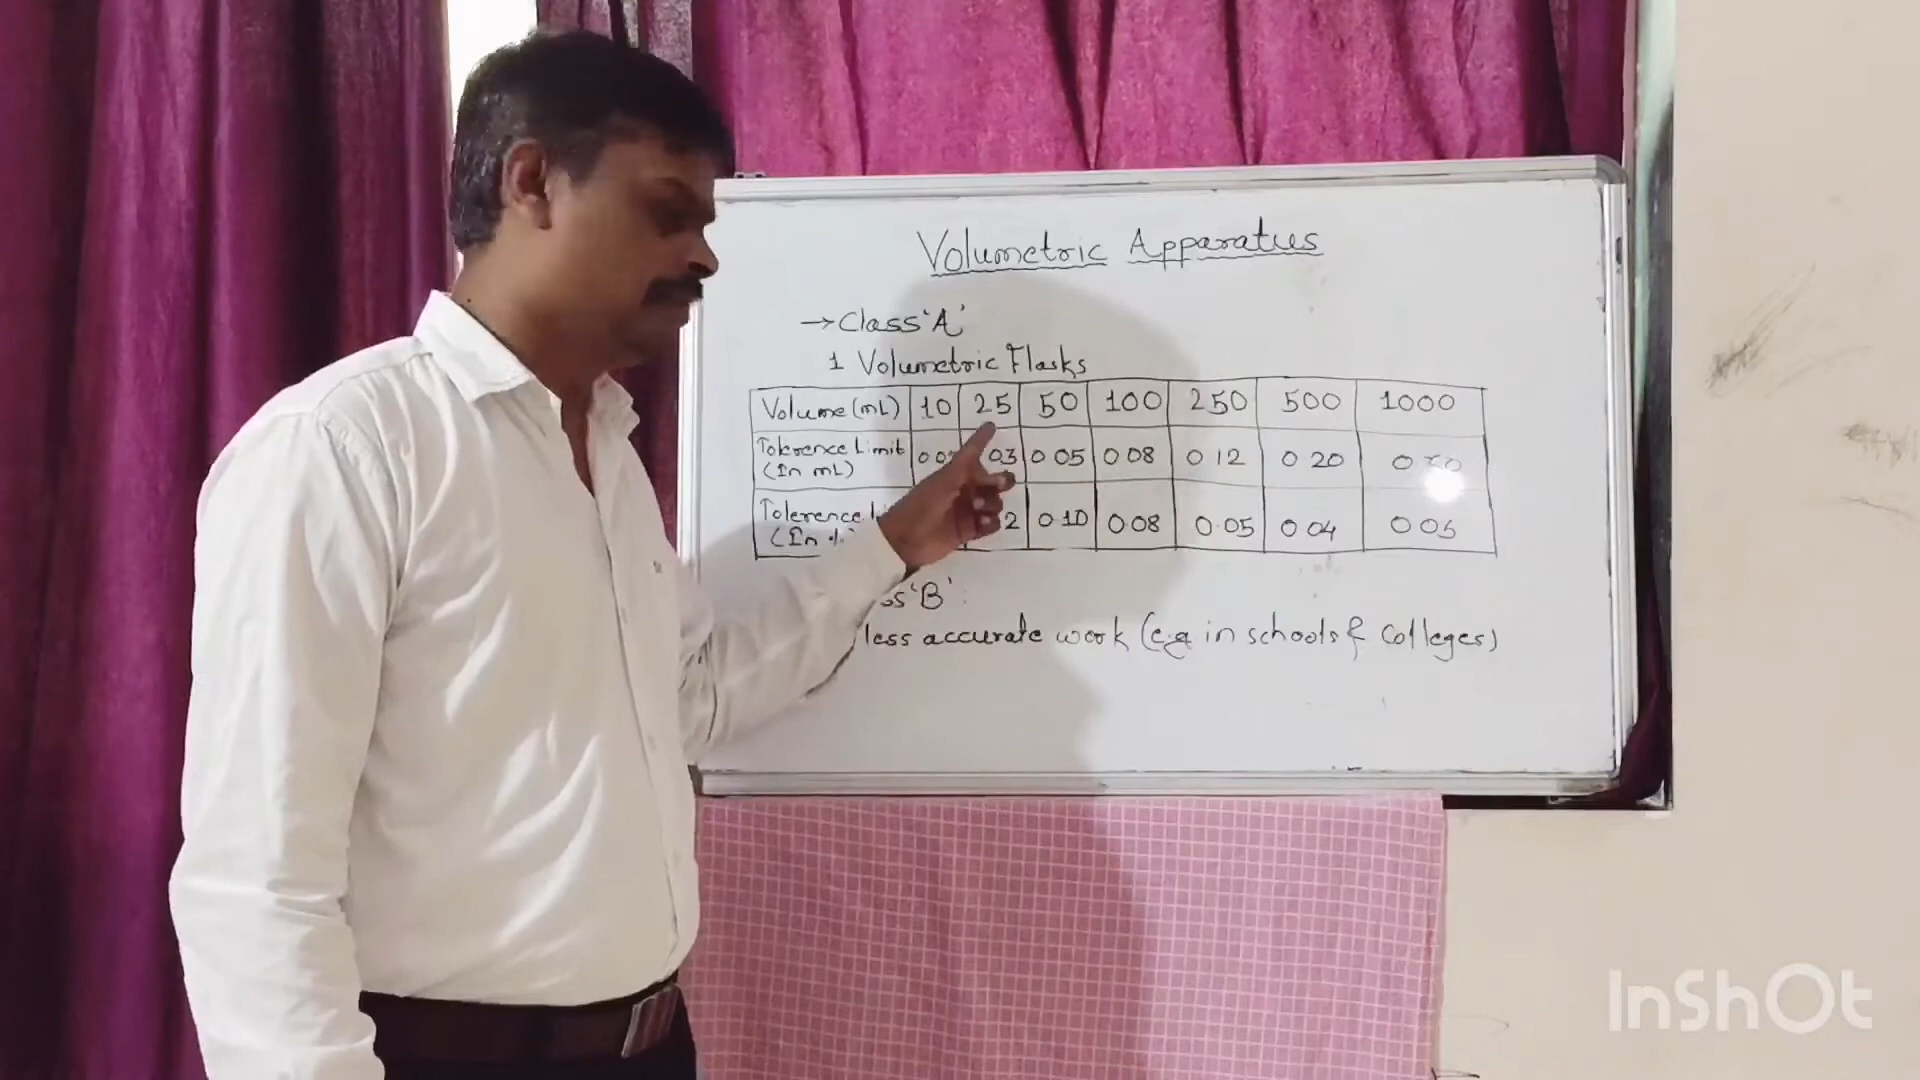 Volumetric Apparatus
→ Class 'A'
1 Volumetric Flasks
Volume (mL) 10 25 50 100 250 500 1000
Tolerence Limit 03 0 05 0 08 0 12 0 20
(In mL)
Tolerence 2 0 10 0 08 0.05 0 04
(In %)
'B'
less accurate work (e.g in schools & colleges)
InShOt